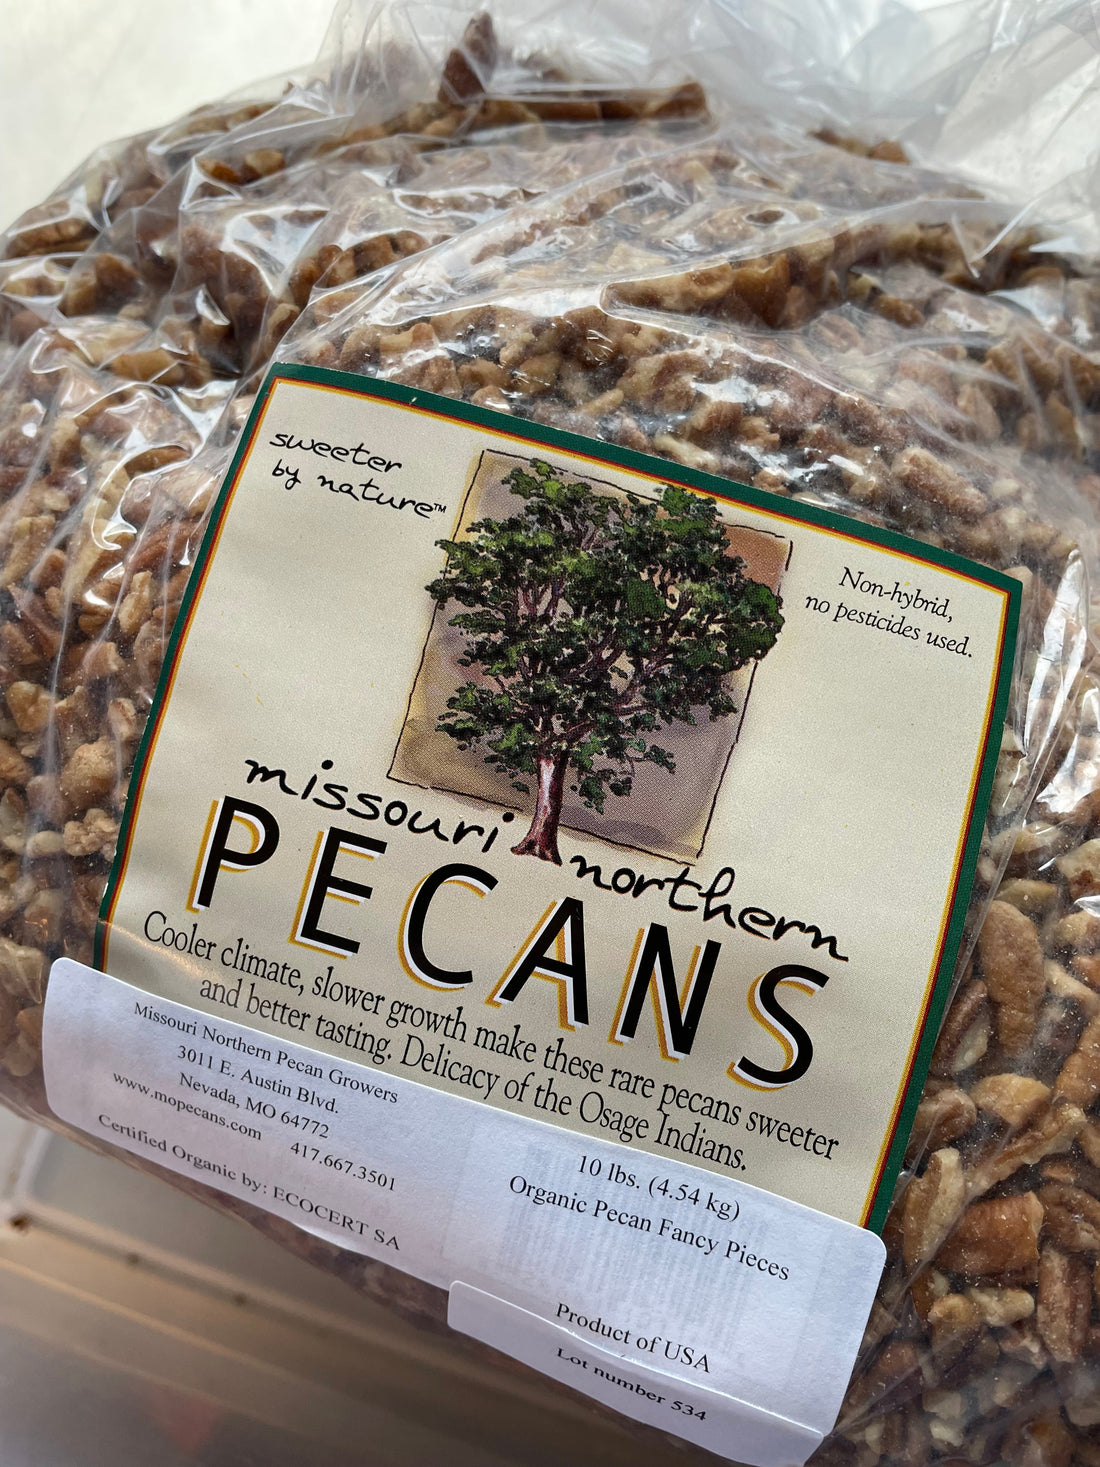 sweeter
by nature™
Non-hybrid,
no pesticides used.
missouri northern
PECANS
Cooler climate, slower growth make these rare pecans sweeter
and better tasting. Delicacy of the Osage Indians.
Missouri Northern Pecan Growers
3011 E. Austin Blvd.
Nevada, MO 64772
www.mopecans.com 417.667.3501
Certified Organic by: ECOCERT SA
10 lbs. (4.54 kg)
Organic Pecan Fancy Pieces
Product of USA
Lot number 534